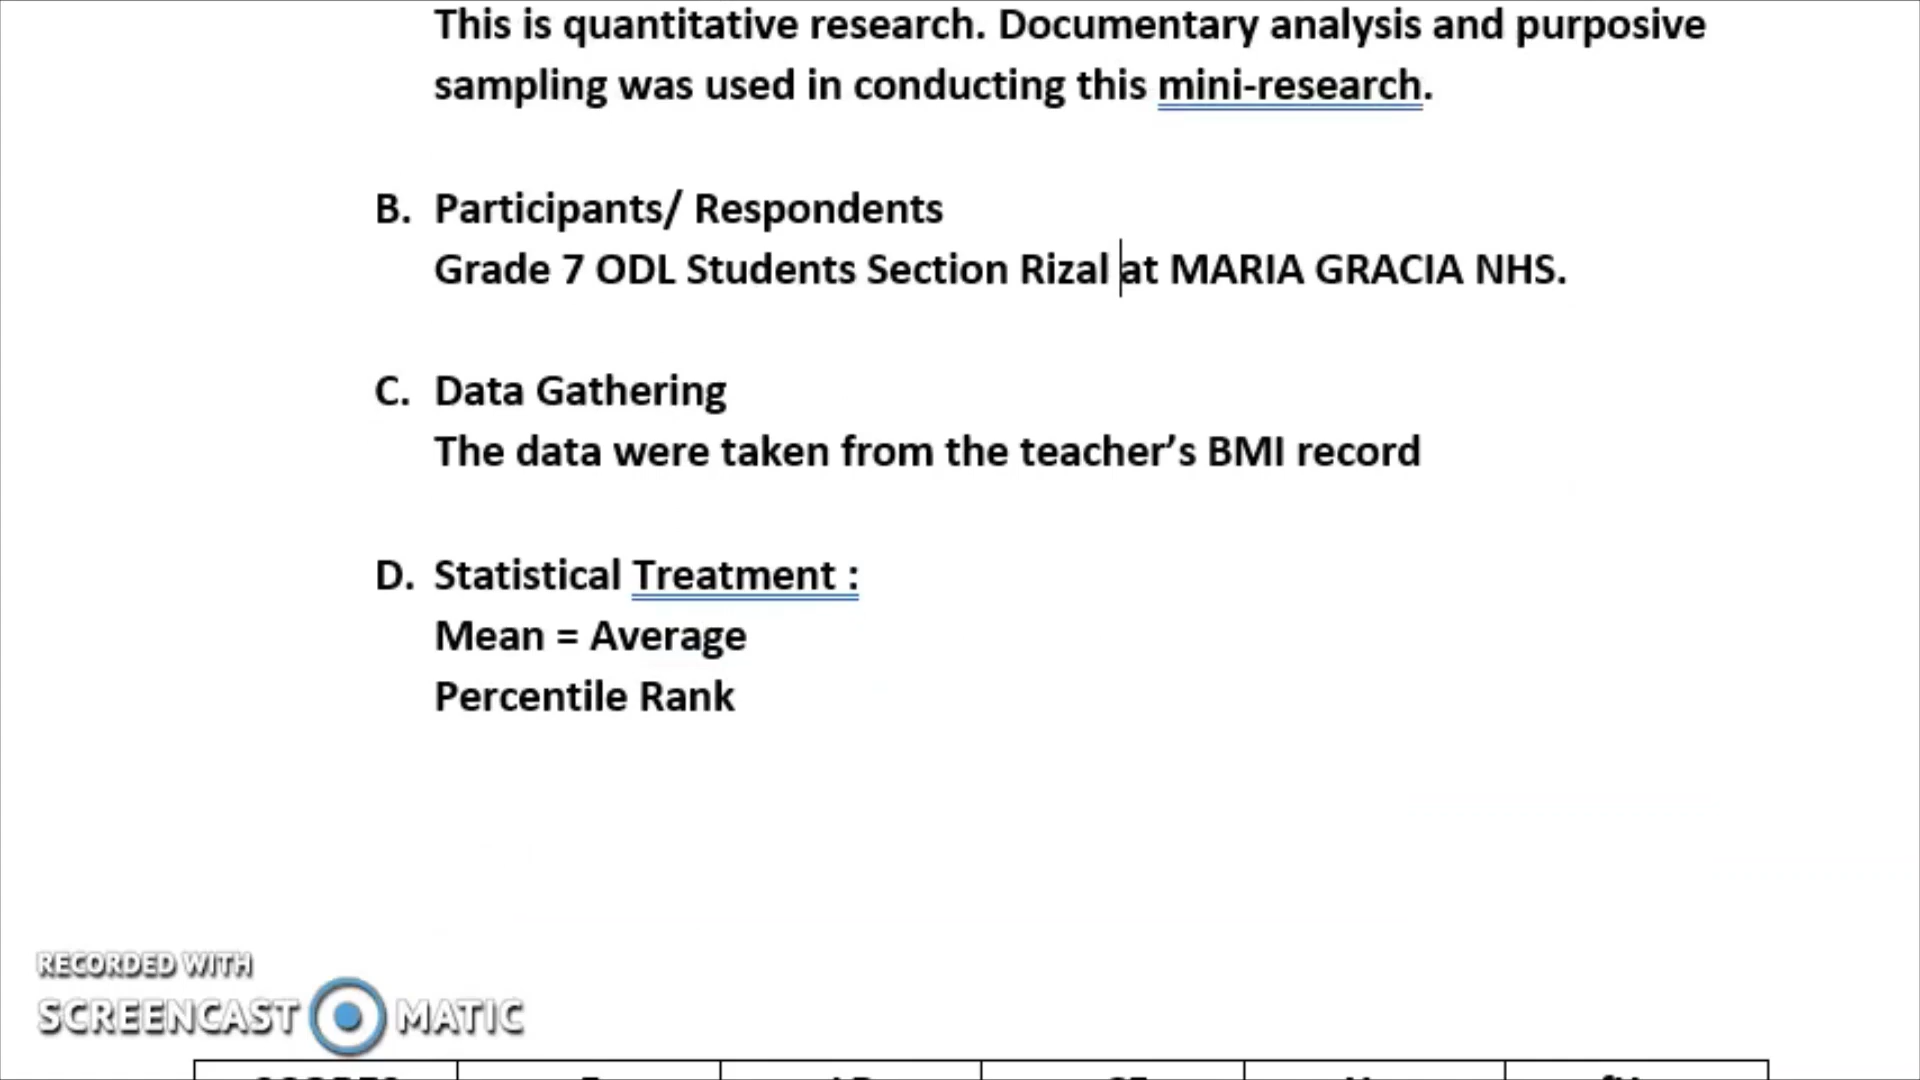 This is quantitative research. Documentary analysis and purposive
sampling was used in conducting this mini-research.
B. Participants/ Respondents
Grade 7 ODL Students Section Rizal at MARIA GRACIA NHS.
C. Data Gathering
The data were taken from the teacher’s BMI record
D. Statistical Treatment :
Mean = Average
Percentile Rank
RECORDED WITH
SCREENCAST MATIC